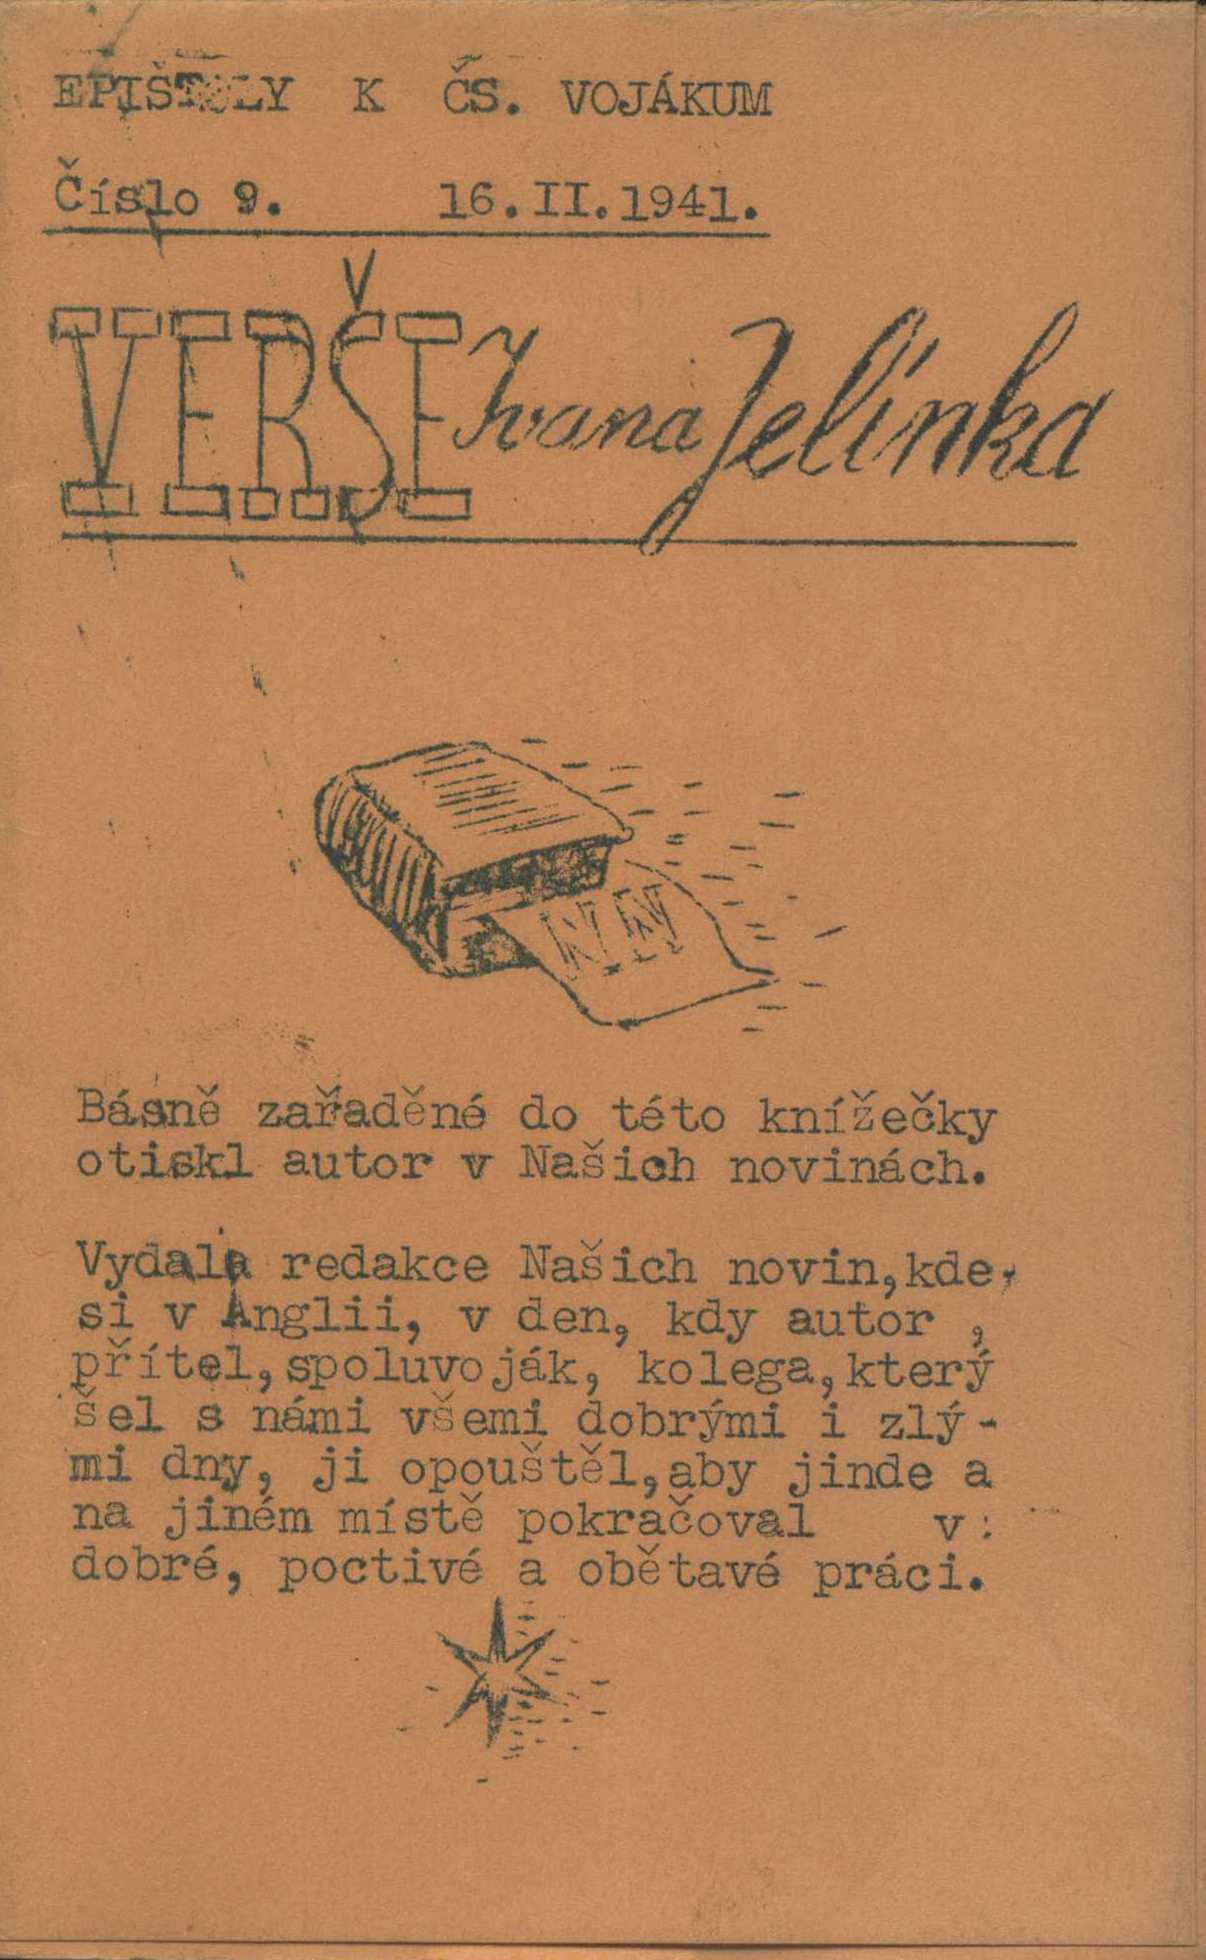 EPIŠTOLY K ČS. VOJÁKUM
Číslo 9. 16.II.1941.
VERŠE Ivana Jelínka
N.N
Básně zařaděné do této knížečky
otiskl autor v Našich novinách.
Vydala redakce Našich novin,kde-
si v Anglii, v den, kdy autor ,
přítel,spoluvoják, kolega,který
šel s námi všemi dobrými i zlý-
mi dny, ji opouštěl,aby jinde a
na jiném místě pokračoval v
dobré, poctivé a obětavé práci.